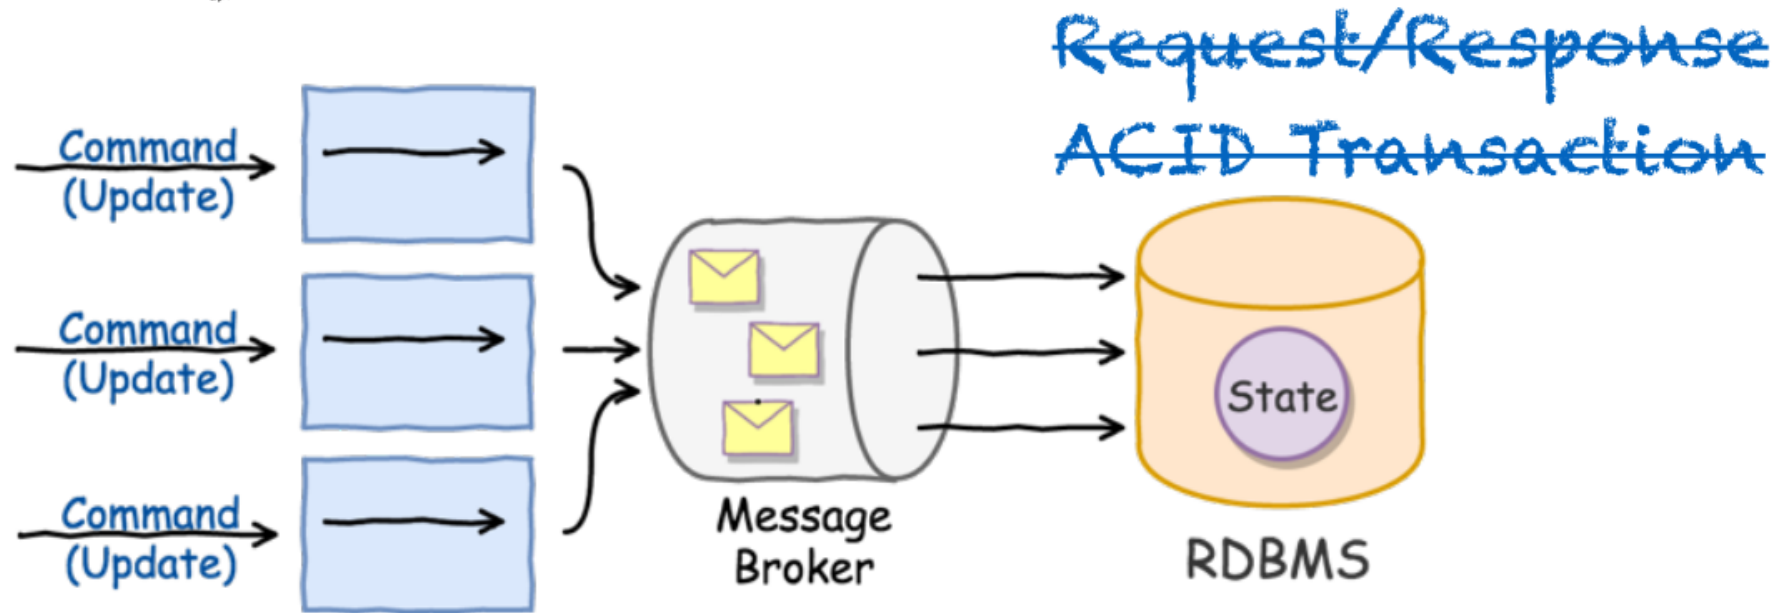 Request/Response
ACID Transaction
Command
(Update)
Command
(Update)
Command
(Update)
Message
Broker
State
RDBMS